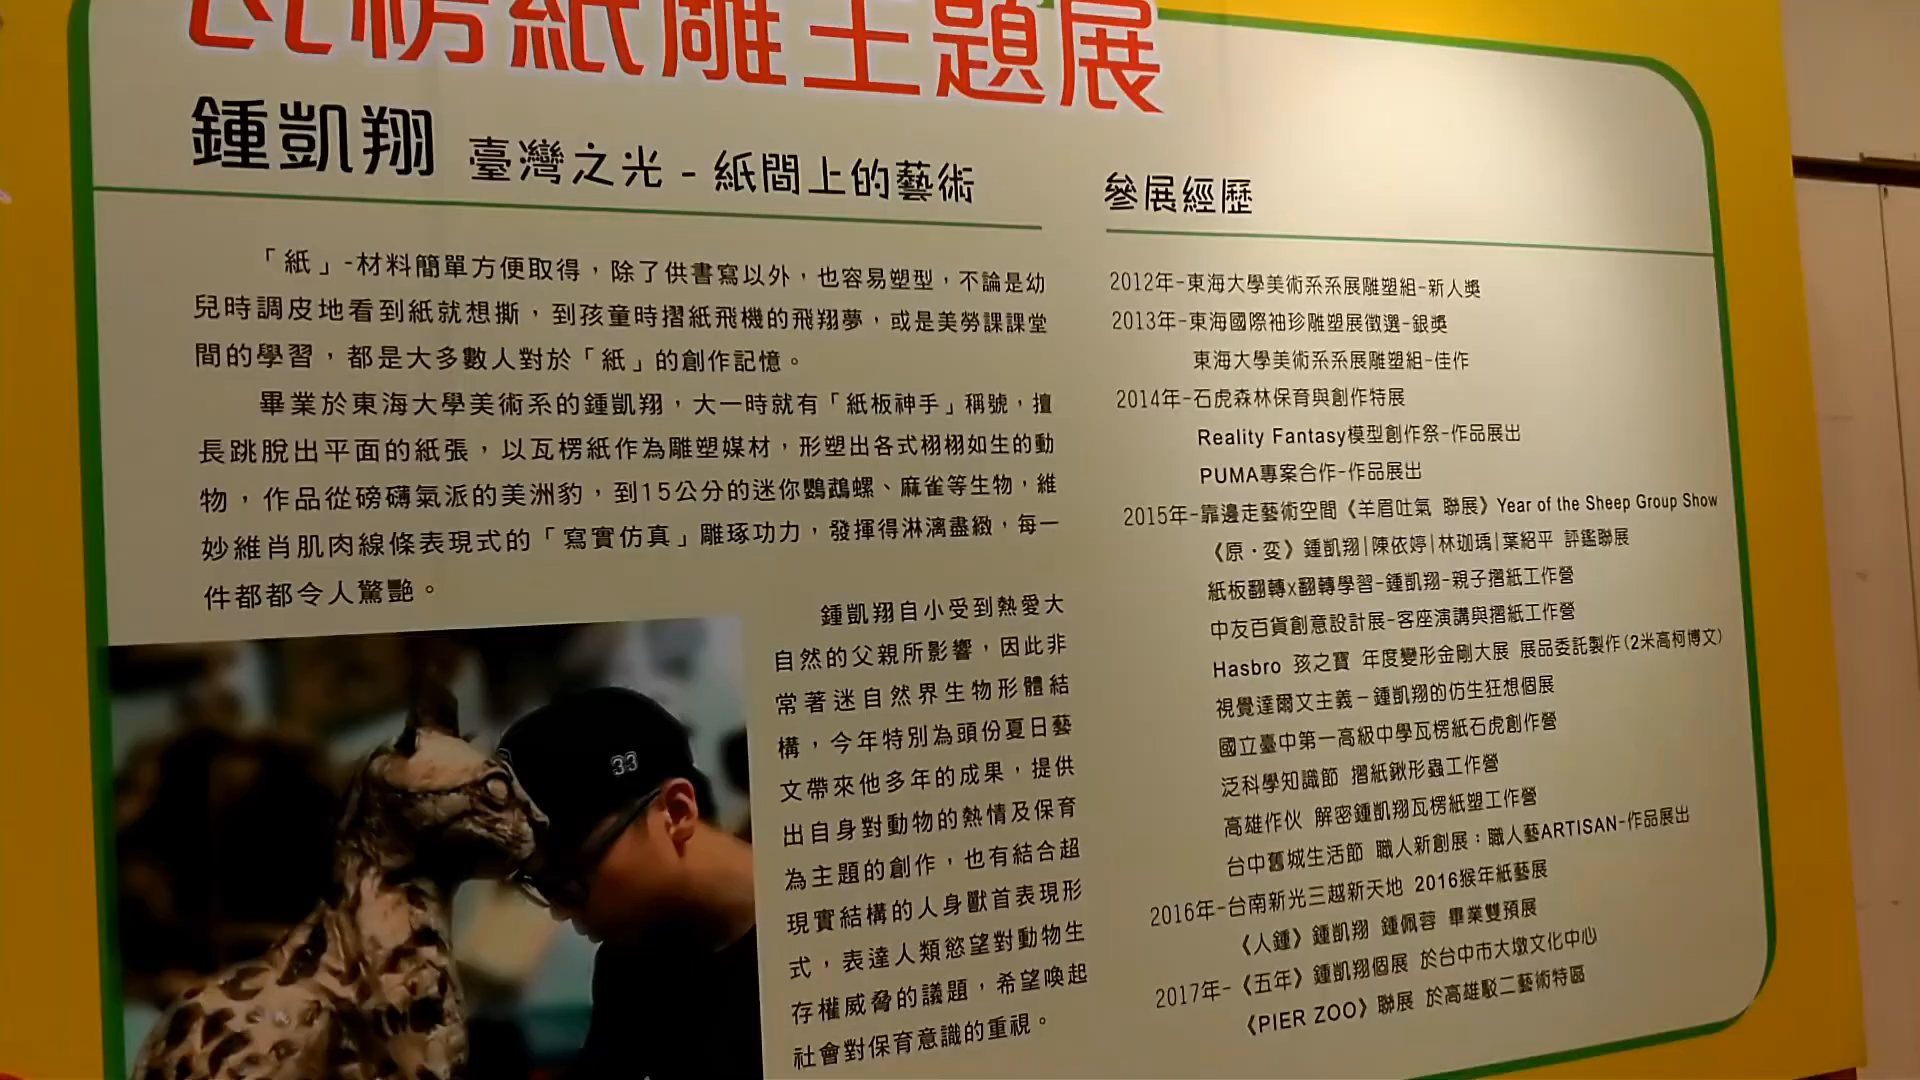 瓦楞紙雕主題展
鍾凱翔 臺灣之光-紙間上的藝術
「紙」-材料簡單方便取得，除了供書寫以外，也容易塑型，不論是幼
兒時調皮地看到紙就想撕，到孩童時摺紙飛機的飛翔夢，或是美勞課課堂
間的學習，都是大多數人對於「紙」的創作記憶。
畢業於東海大學美術系的鍾凱翔，大一時就有「紙板神手」稱號，擅
長跳脫出平面的紙張，以瓦楞紙作為雕塑媒材，形塑出各式栩栩如生的動
物，作品從磅礴氣派的美洲豹，到15公分的迷你鸚鵡螺、麻雀等生物，維
妙維肖肌肉線條表現式的「寫實仿真」雕琢功力，發揮得淋漓盡緻，每一
件都都令人驚艷。
鍾凱翔自小受到熱愛大
自然的父親所影響，因此非
常著迷自然界生物形體結
構，今年特別為頭份夏日藝
文帶來他多年的成果，提供
出自身對動物的熱情及保育
為主題的創作，也有結合超
現實結構的人身獸首表現形
式，表達人類慾望對動物生
存權威脅的議題，希望喚起
社會對保育意識的重視。
33
參展經歷
2012年-東海大學美術系系展雕塑組-新人獎
2013年-東海國際袖珍雕塑展徵選-銀獎
東海大學美術系系展雕塑組-佳作
2014年-石虎森林保育與創作特展
Reality Fantasy模型創作祭-作品展出
PUMA專案合作-作品展出
2015年-靠邊走藝術空間《羊眉吐氣 聯展》Year of the Sheep Group Show
《原·变》鍾凱翔|陳依婷|林珈瑀|葉紹平 評鑑聯展
紙板翻轉x翻轉學習-鍾凱翔-親子摺紙工作營
中友百貨創意設計展-客座演講與摺紙工作營
Hasbro 孩之寶 年度變形金剛大展 展品委託製作(2米高柯博文)
視覺達爾文主義-鍾凱翔的仿生狂想個展
國立臺中第一高級中學瓦楞紙石虎創作營
泛科學知識節 摺紙鍬形蟲工作營
高雄作伙 解密鍾凱翔瓦楞紙塑工作營
台中舊城生活節 職人新創展：職人藝ARTISAN-作品展出
2016年-台南新光三越新天地 2016猴年紙藝展
《人鍾》鍾凱翔 鍾佩蓉 畢業雙預展
2017年-《五年》鍾凱翔個展 於台中市大墩文化中心
《PIER ZOO》聯展 於高雄駁二藝術特區